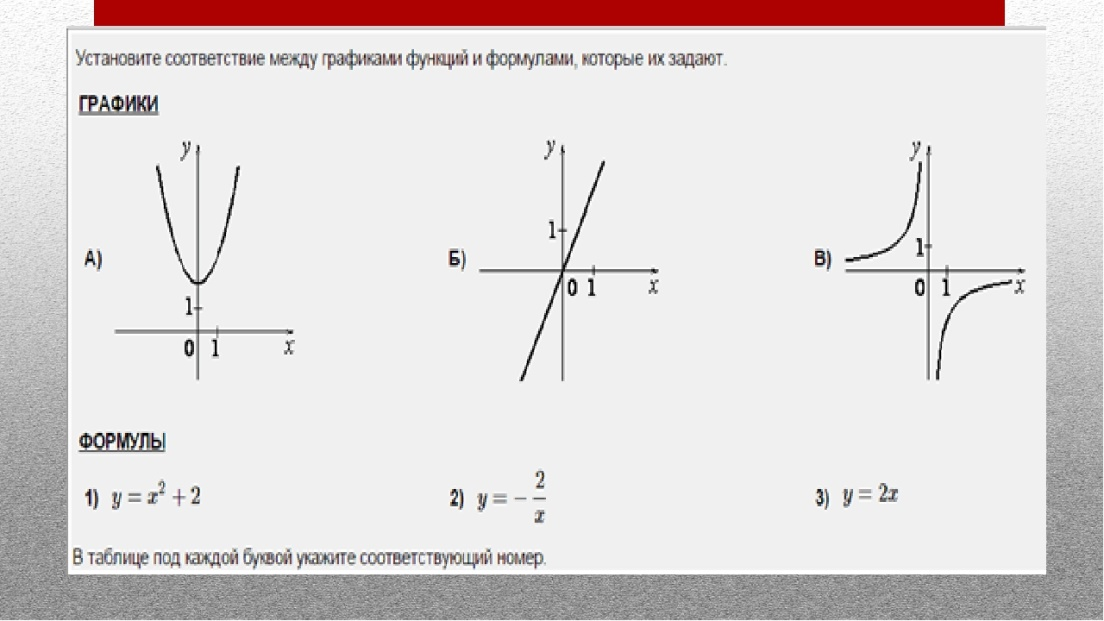 Установите соответствие между графиками функций и формулами, которые их задают.
ГРАФИКИ
А) y 1 0 1 x
Б) y 1 0 1 x
В) y 1 0 1 x
ФОРМУЛЫ
1) y = x² + 2 2) y = − 2/x 3) y = 2x
В таблице под каждой буквой укажите соответствующий номер.